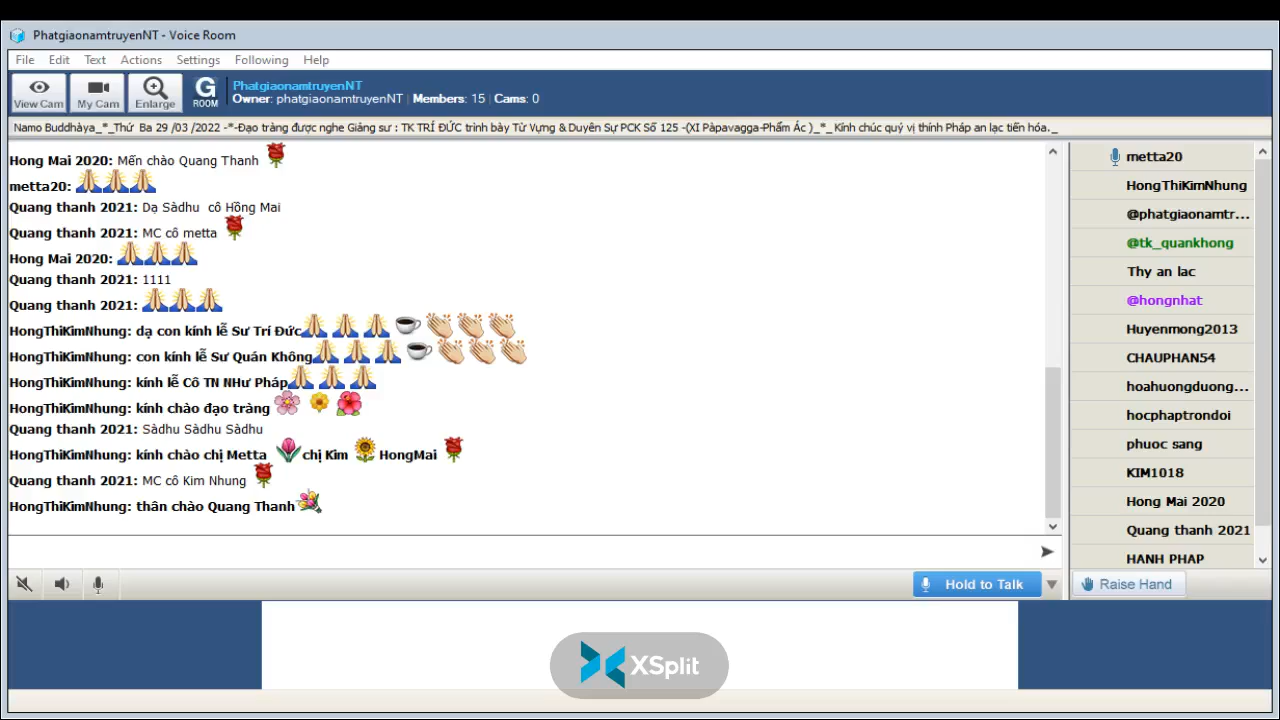 PhatgiaonamtruyenNT - Voice Room
File Edit Text Actions Settings Following Help
View Cam My Cam Enlarge G ROOM
PhatgiaonamtruyenNT
Owner: phatgiaonamtruyenNT Members: 15 Cams: 0
Namo Buddhàya_*_Thứ Ba 29 /03 /2022 -*-Đạo tràng được nghe Giảng sư : TK TRÍ ĐỨC trình bày Từ Vựng & Duyên Sự PCK Số 125 -(XI Pàpavagga-Phẩm Ác )_*_ Kính chúc quý vị thính Pháp an lạc tiến hóa._
Hong Mai 2020: Mến chào Quang Thanh
metta20:
Quang thanh 2021: Dạ Sàdhu cô Hồng Mai
Quang thanh 2021: MC cô metta
Hong Mai 2020:
Quang thanh 2021: 1111
Quang thanh 2021:
HongThiKimNhung: dạ con kính lễ Sư Trí Đức
HongThiKimNhung: con kính lễ Sư Quán Không
HongThiKimNhung: kính lễ Cô TN NHư Pháp
HongThiKimNhung: kính chào đạo tràng
Quang thanh 2021: Sàdhu Sàdhu Sàdhu
HongThiKimNhung: kính chào chị Metta chị Kim HongMai
Quang thanh 2021: MC cô Kim Nhung
HongThiKimNhung: thân chào Quang Thanh
metta20
HongThiKimNhung
@phatgiaonamtr...
@tk_quankhong
Thy an lac
@hongnhat
Huyenmong2013
CHAUPHAN54
hoahuongduong...
hocphaptrondoi
phuoc sang
KIM1018
Hong Mai 2020
Quang thanh 2021
HANH PHAP
Hold to Talk
Raise Hand
XSplit